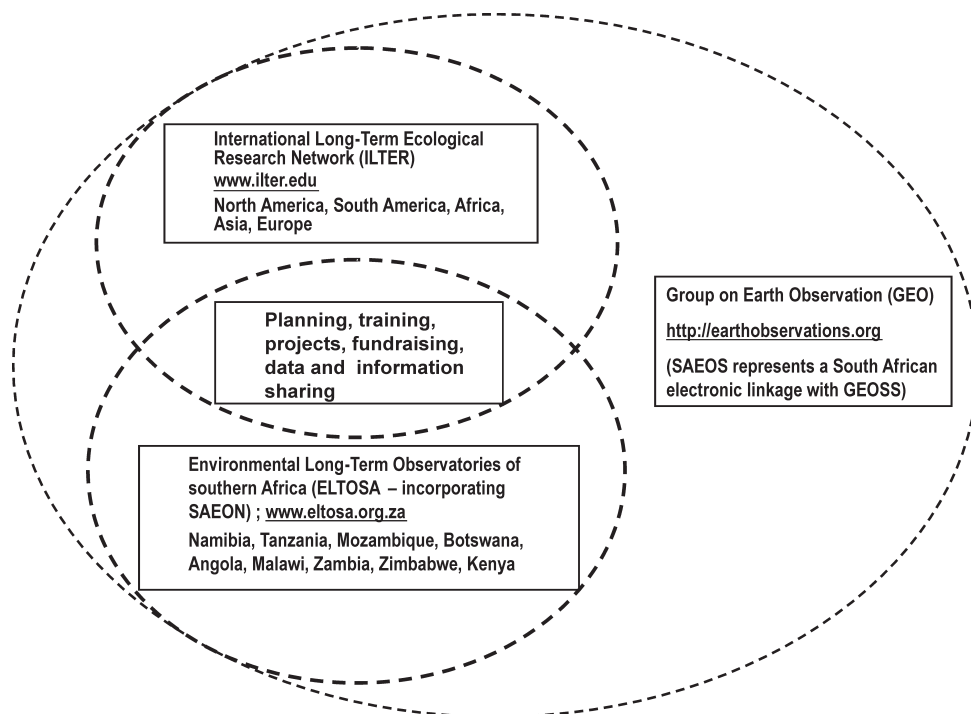 International Long-Term Ecological
Research Network (ILTER)
www.ilter.edu
North America, South America, Africa,
Asia, Europe
Planning, training,
projects, fundraising,
data and information
sharing
Environmental Long-Term Observatories of
southern Africa (ELTOSA – incorporating
SAEON) ; www.eltosa.org.za
Namibia, Tanzania, Mozambique, Botswana,
Angola, Malawi, Zambia, Zimbabwe, Kenya
Group on Earth Observation (GEO)
http://earthobservations.org
(SAEOS represents a South African
electronic linkage with GEOSS)